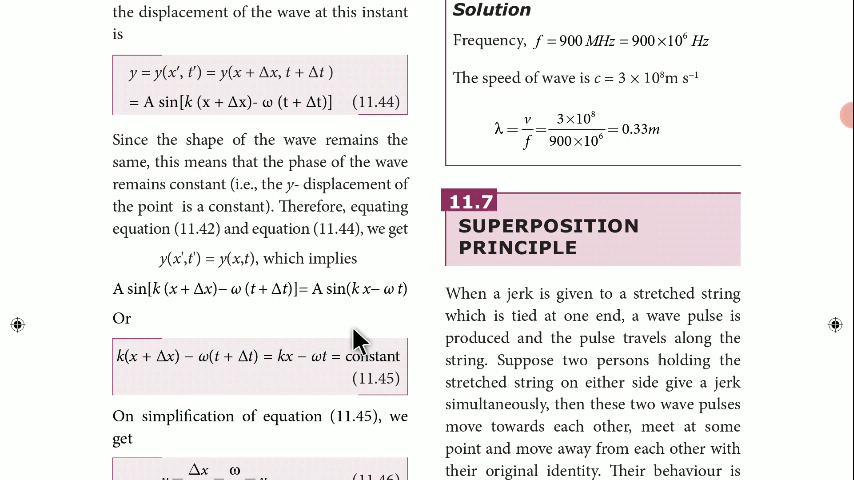 the displacement of the wave at this instant
is
y = y(x′, t′) = y(x + Δx, t + Δt )
= A sin[k (x + Δx)- ω (t + Δt)] (11.44)
Since the shape of the wave remains the
same, this means that the phase of the wave
remains constant (i.e., the y- displacement of
the point is a constant). Therefore, equating
equation (11.42) and equation (11.44), we get
y(x',t') = y(x,t), which implies
A sin[k (x + Δx)− ω (t + Δt)]= A sin(k x− ω t)
Or
k(x + Δx) − ω(t + Δt) = kx − ωt = constant
(11.45)
On simplification of equation (11.45), we
get
Δx ω
(11.46)
Solution
Frequency, f = 900 MHz = 900×10⁶ Hz
The speed of wave is c = 3 × 10⁸m s⁻¹
λ = v/f = 3×10⁸/900×10⁶ = 0.33m
11.7
SUPERPOSITION
PRINCIPLE
When a jerk is given to a stretched string
which is tied at one end, a wave pulse is
produced and the pulse travels along the
string. Suppose two persons holding the
stretched string on either side give a jerk
simultaneously, then these two wave pulses
move towards each other, meet at some
point and move away from each other with
their original identity. Their behaviour is